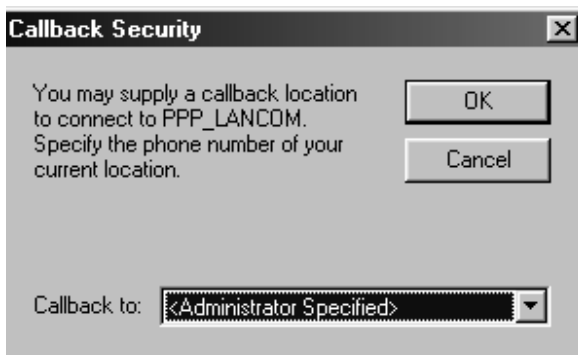 Callback Security
You may supply a callback location
to connect to PPP_LANCOM.
Specify the phone number of your
current location.
OK
Cancel
Callback to: <Administrator Specified>